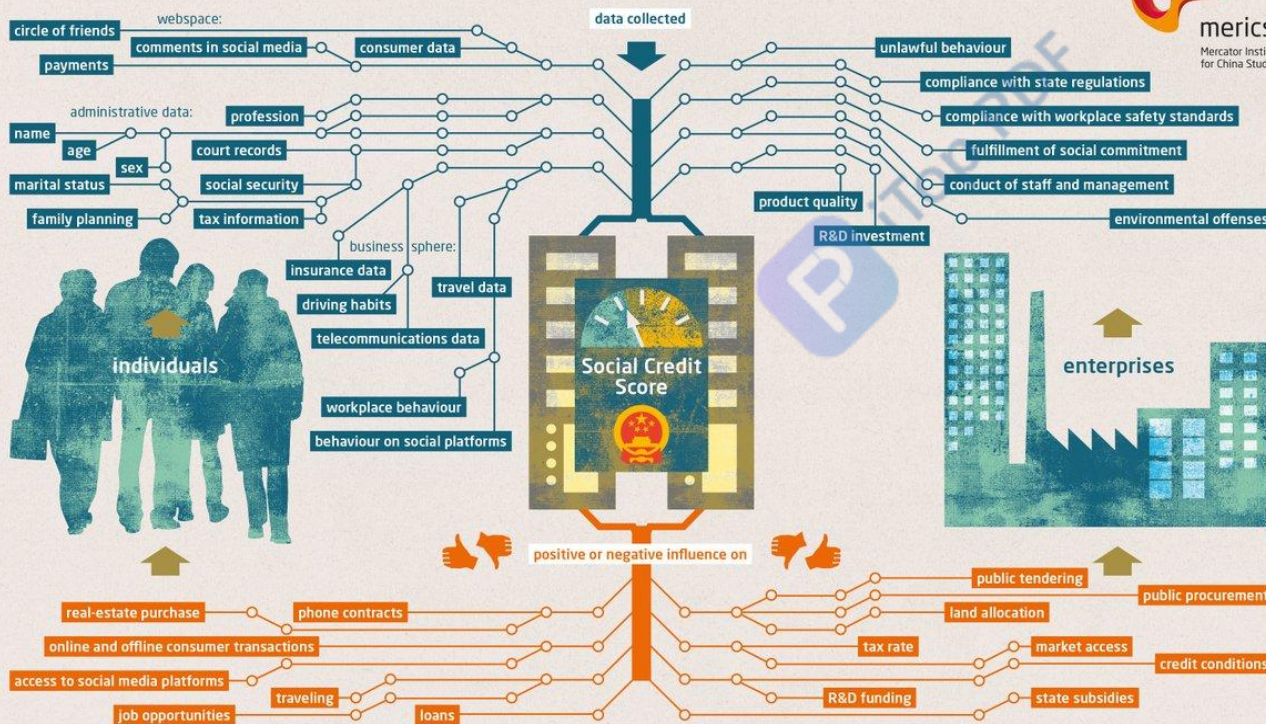 data collected
merics
Mercator Insti
for China Stud
webspace:
circle of friends
comments in social media
consumer data
payments
administrative data:
profession
name
age
court records
sex
marital status
social security
family planning
tax information
business sphere:
insurance data
travel data
driving habits
telecommunications data
workplace behaviour
behaviour on social platforms
individuals
Social Credit
Score
unlawful behaviour
compliance with state regulations
compliance with workplace safety standards
fulfillment of social commitment
conduct of staff and management
product quality
environmental offenses
R&D investment
iTop PDF
enterprises
positive or negative influence on
real-estate purchase
phone contracts
online and offline consumer transactions
access to social media platforms
traveling
job opportunities
loans
public tendering
public procurement
land allocation
tax rate
market access
credit conditions
R&D funding
state subsidies